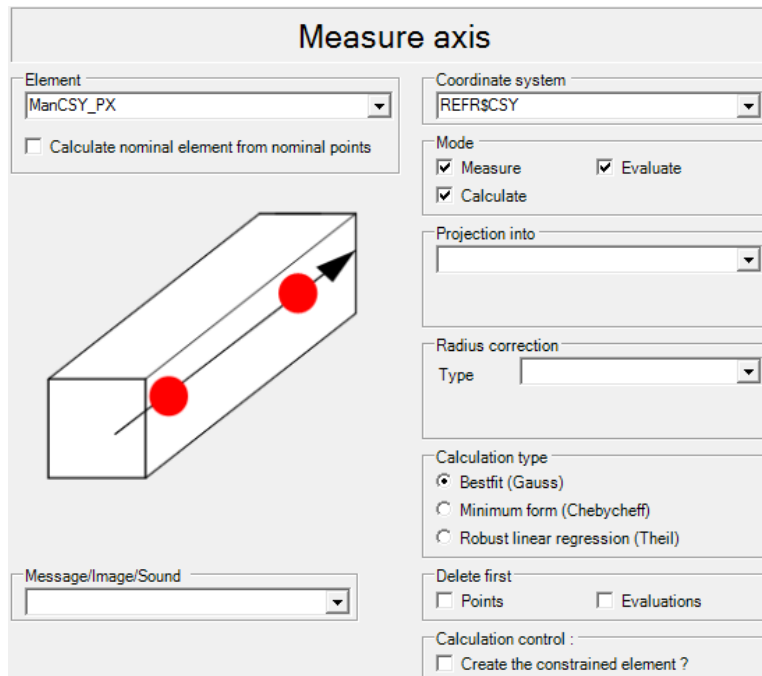 Measure axis
Element
ManCSY_PX
Calculate nominal element from nominal points
Coordinate system
REFR$CSY
Mode
Measure
Evaluate
Calculate
Projection into
Radius correction
Type
Calculation type
Bestfit (Gauss)
Minimum form (Chebycheff)
Robust linear regression (Theil)
Message/Image/Sound
Delete first
Points
Evaluations
Calculation control :
Create the constrained element ?